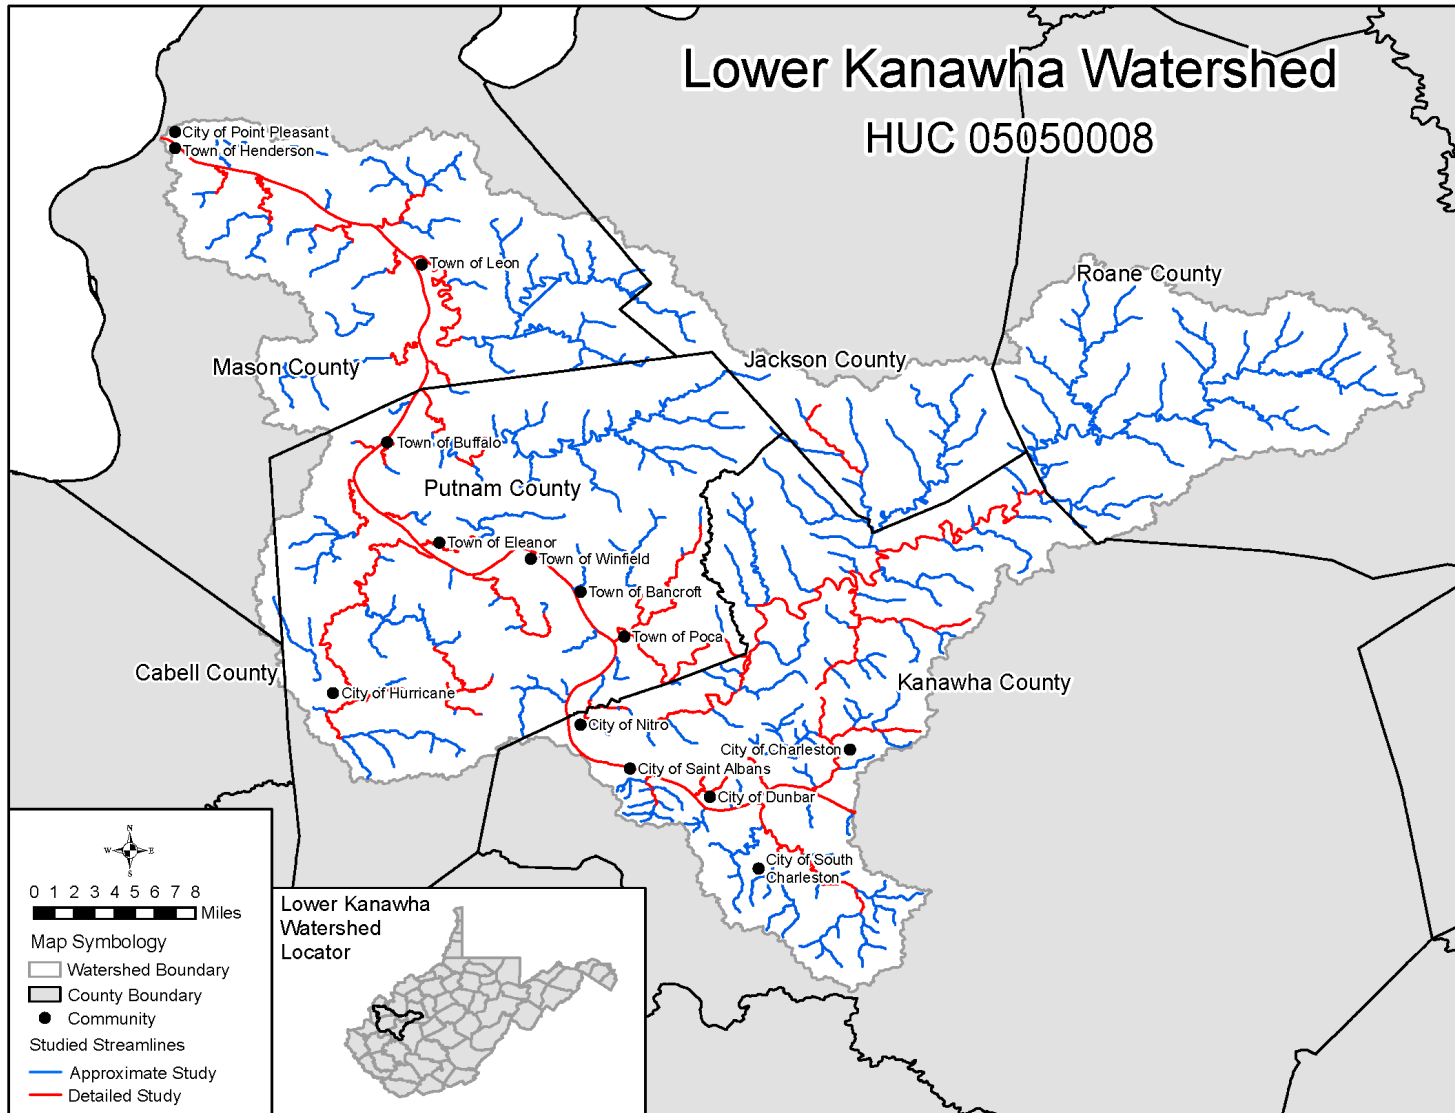 Lower Kanawha Watershed
HUC 05050008
City of Point Pleasant
Town of Henderson
Town of Leon
Roane County
Jackson County
Mason County
Town of Buffalo
Putnam County
Town of Eleanor
Town of Winfield
Town of Bancroft
Town of Poca
Cabell County
City of Hurricane
Kanawha County
City of Nitro
City of Charleston
City of Saint Albans
City of Dunbar
City of South
Charleston
N
W E
S
0 1 2 3 4 5 6 7 8
Miles
Map Symbology
Watershed Boundary
County Boundary
Community
Studied Streamlines
Approximate Study
Detailed Study
Lower Kanawha
Watershed
Locator